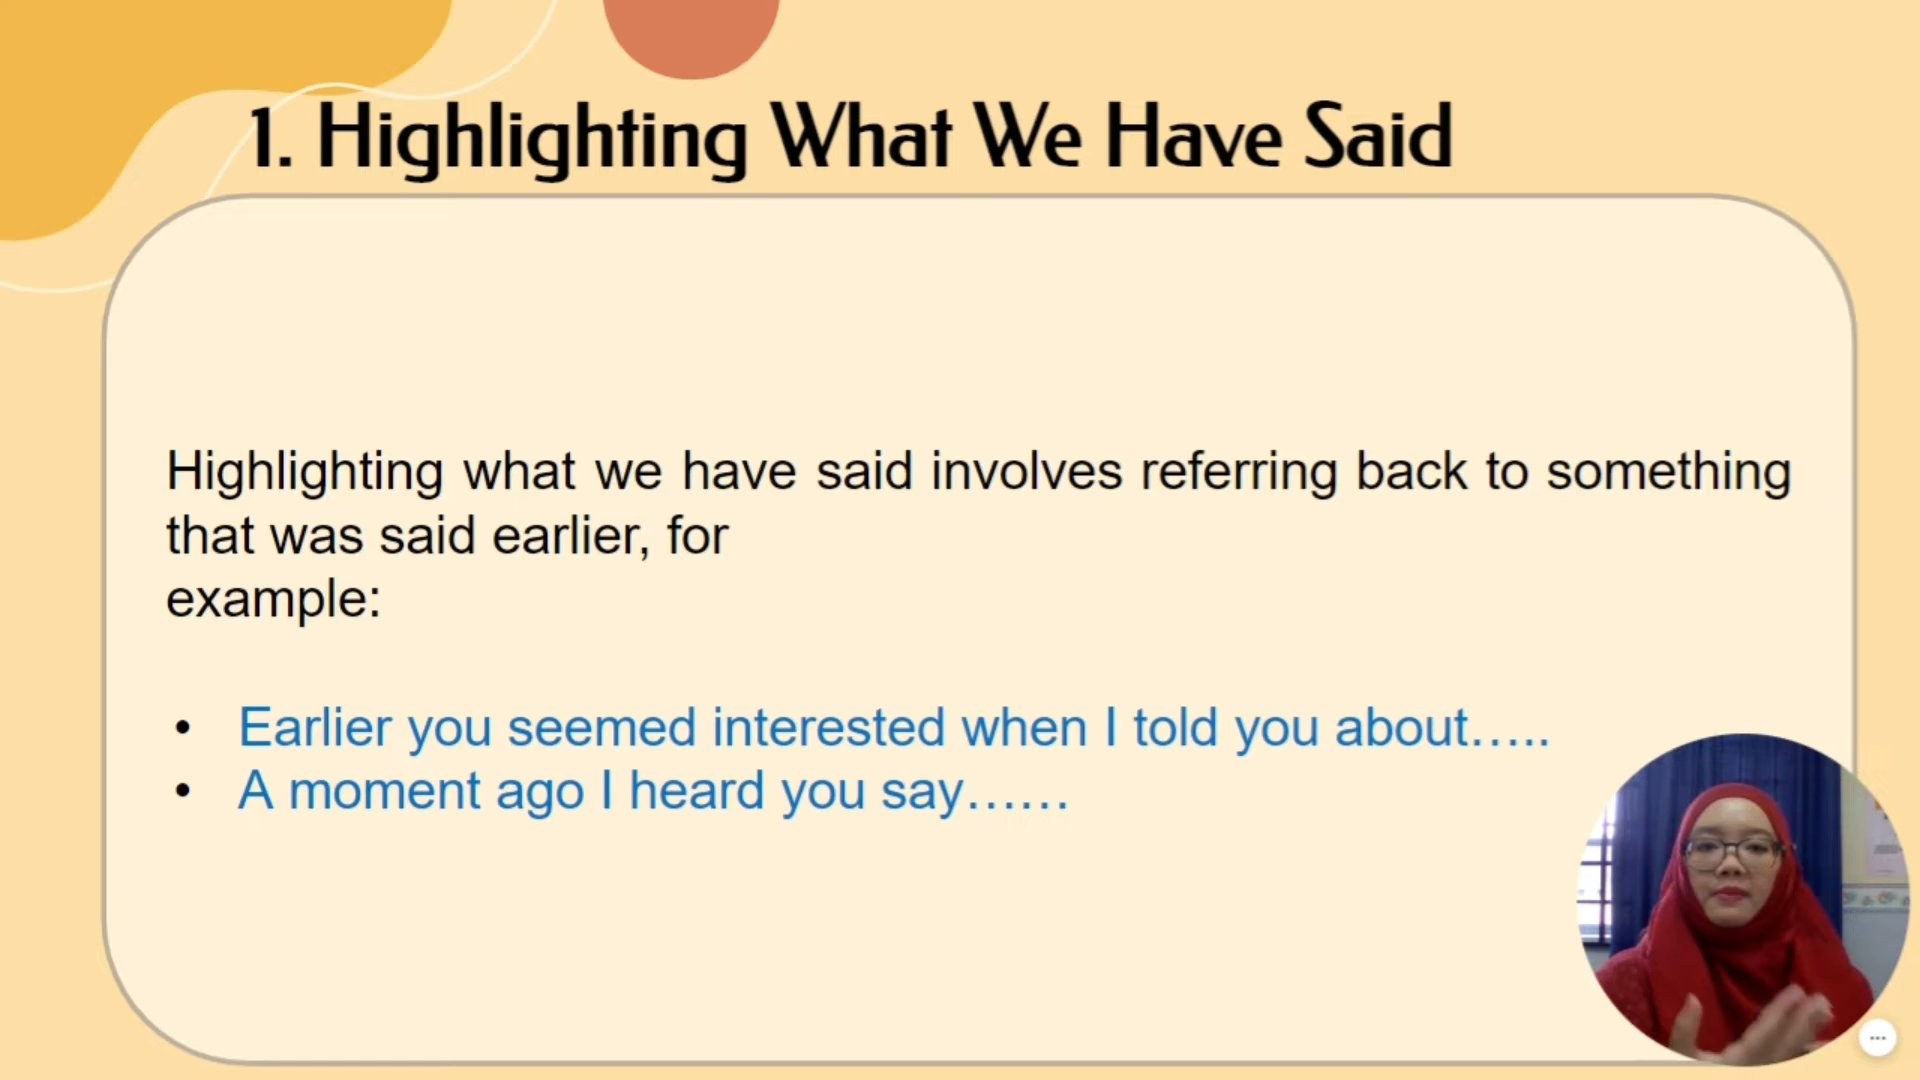 1. Highlighting What We Have Said
Highlighting what we have said involves referring back to something
that was said earlier, for
example:
• Earlier you seemed interested when I told you about.....
• A moment ago I heard you say......